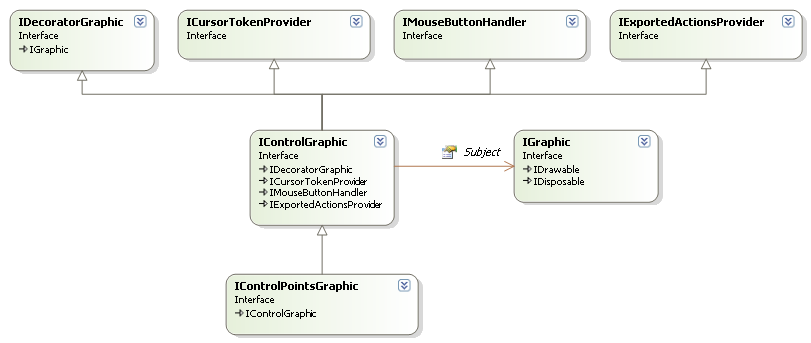 IDecoratorGraphic
Interface
IGraphic
ICursorTokenProvider
Interface
IMouseButtonHandler
Interface
IExportedActionsProvider
Interface
IControlGraphic
Interface
IDecoratorGraphic
ICursorTokenProvider
IMouseButtonHandler
IExportedActionsProvider
Subject
IGraphic
Interface
IDrawable
IDisposable
IControlPointsGraphic
Interface
IControlGraphic